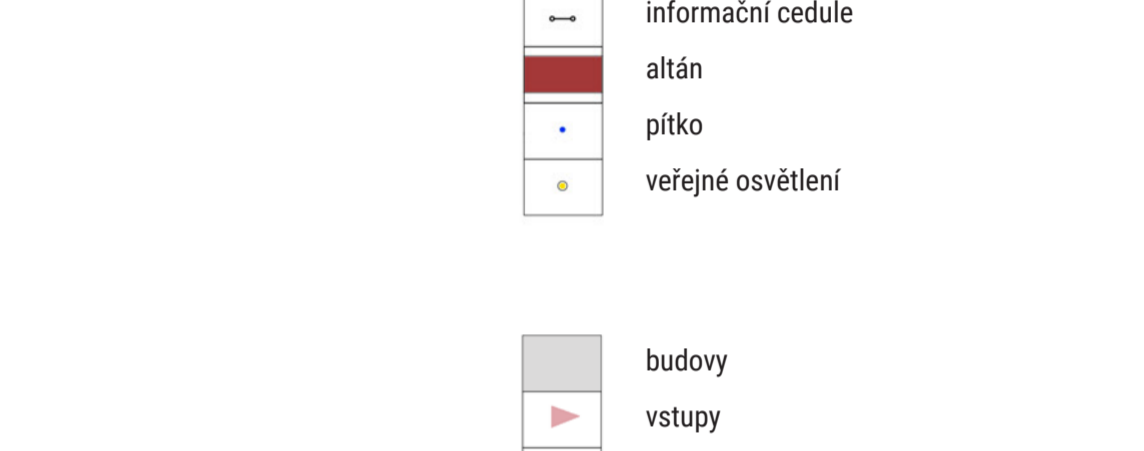 informační cedule
altán
pítko
veřejné osvětlení
budovy
vstupy